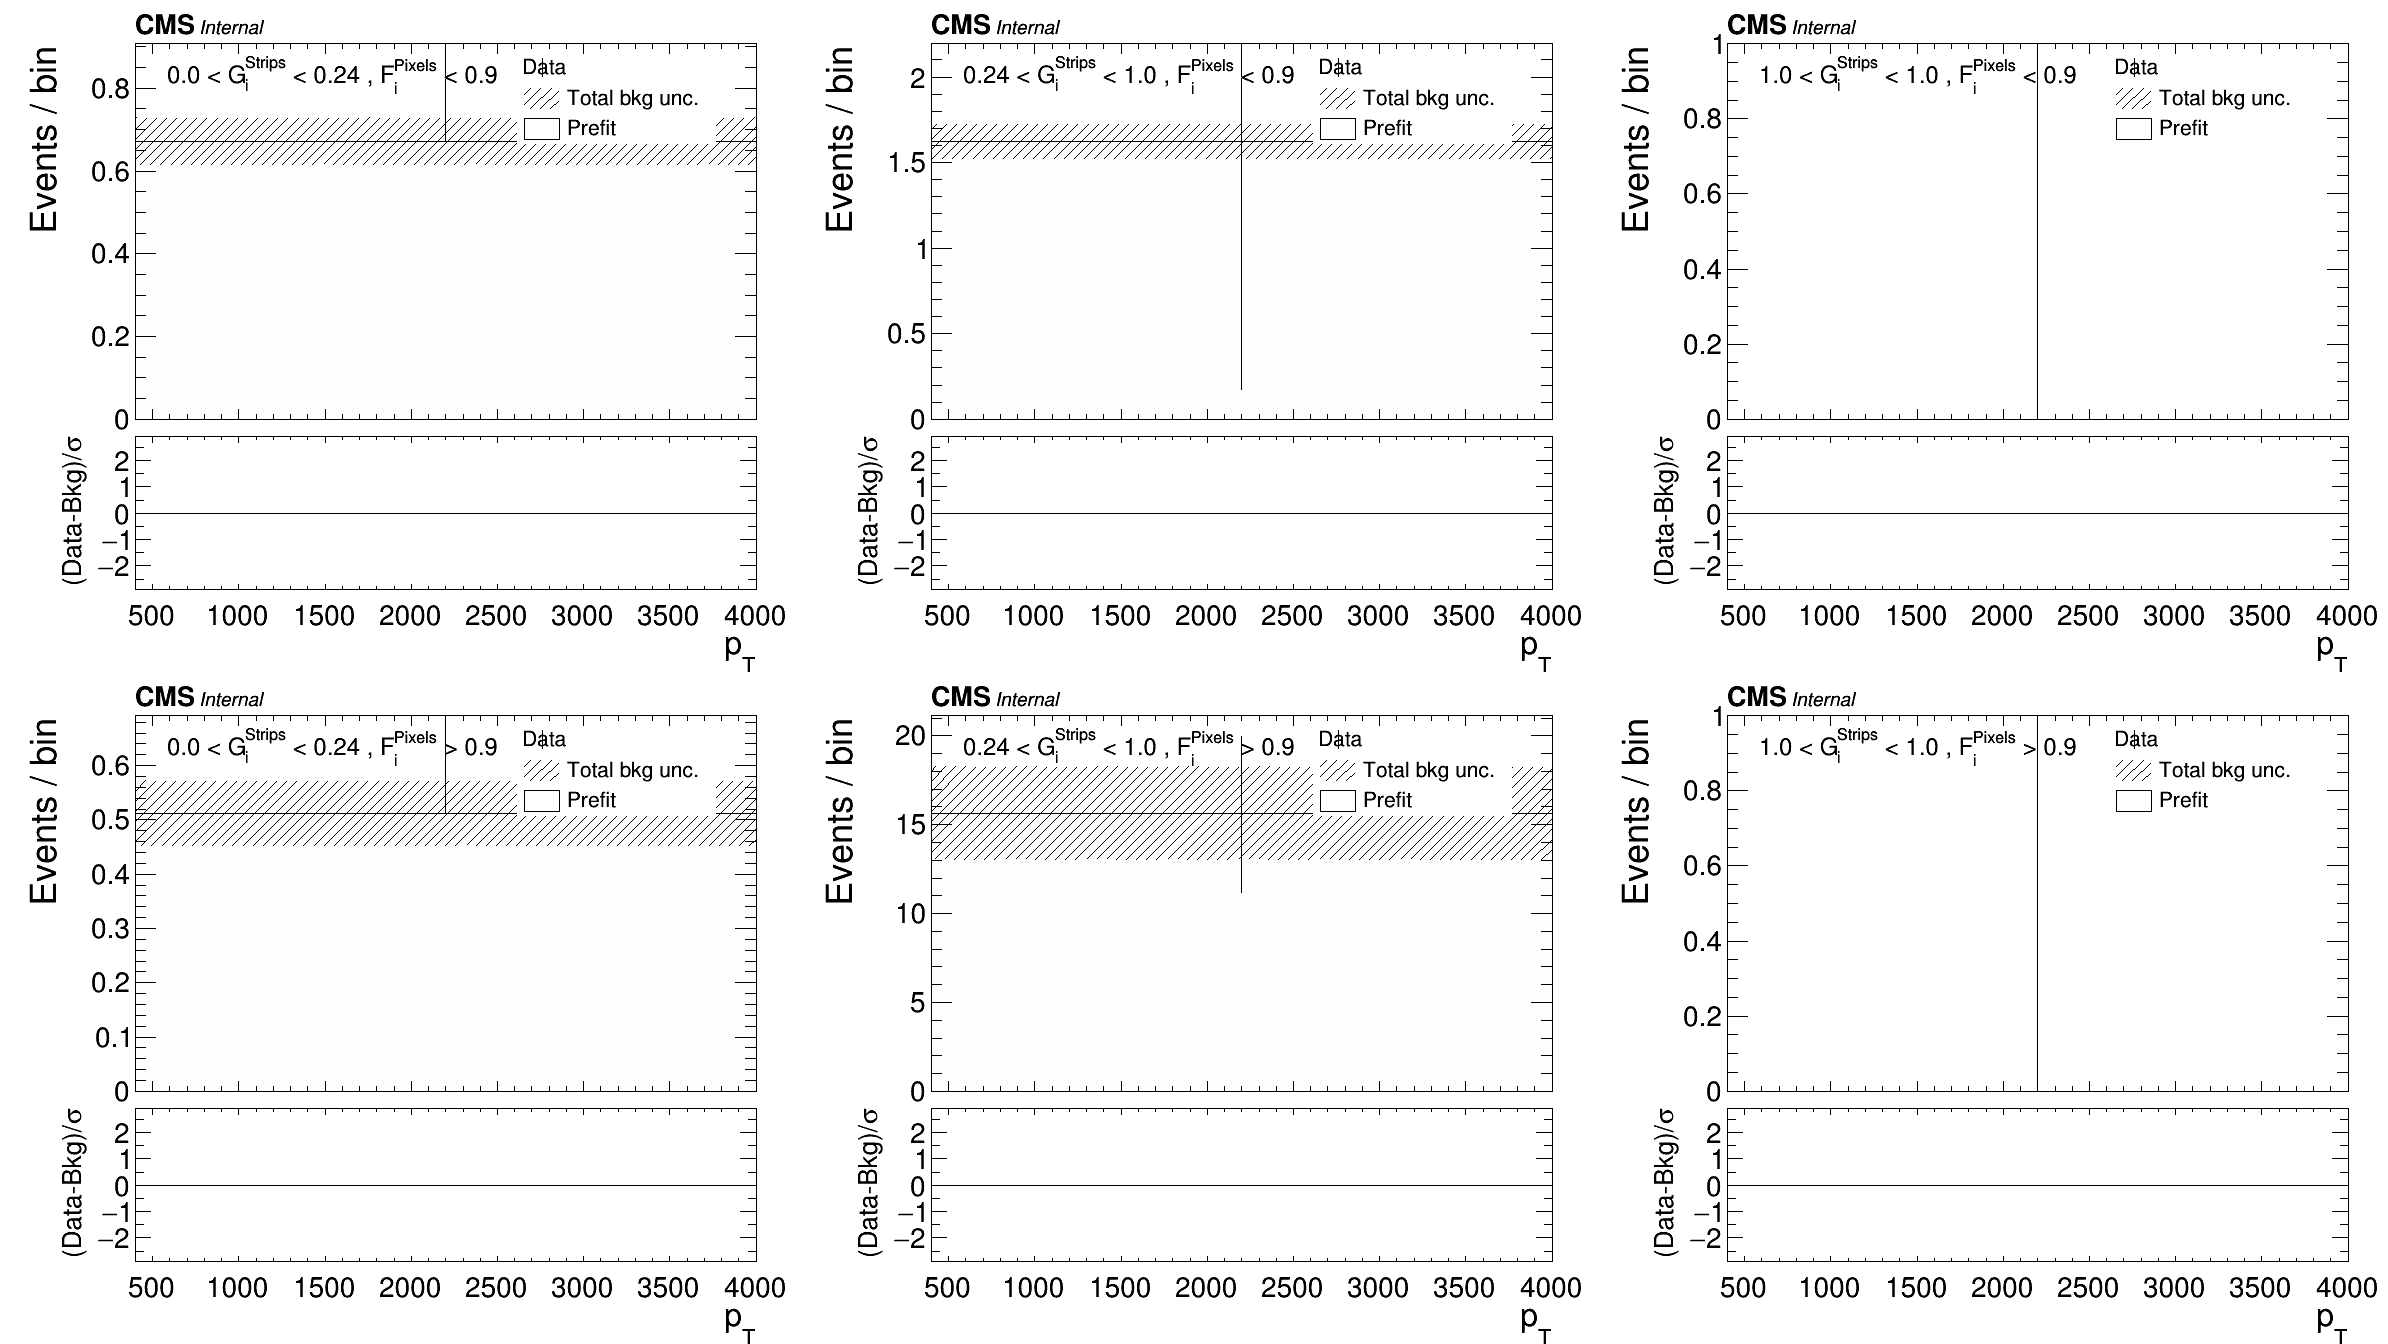 CMS Internal
Events / bin
0.0 < G_i^Strips < 0.24 , F_i^Pixels < 0.9
Data
Total bkg unc.
Prefit
0.8
0.6
0.4
0.2
0
(Data-Bkg)/σ
2
1
0
−1
−2
500 1000 1500 2000 2500 3000 3500 4000
p_T
CMS Internal
Events / bin
0.24 < G_i^Strips < 1.0 , F_i^Pixels < 0.9
Data
Total bkg unc.
Prefit
2
1.5
1
0.5
0
(Data-Bkg)/σ
2
1
0
−1
−2
500 1000 1500 2000 2500 3000 3500 4000
p_T
CMS Internal
Events / bin
1.0 < G_i^Strips < 1.0 , F_i^Pixels < 0.9
Data
Total bkg unc.
Prefit
1
0.8
0.6
0.4
0.2
0
(Data-Bkg)/σ
2
1
0
−1
−2
500 1000 1500 2000 2500 3000 3500 4000
p_T
CMS Internal
Events / bin
0.0 < G_i^Strips < 0.24 , F_i^Pixels > 0.9
Data
Total bkg unc.
Prefit
0.6
0.5
0.4
0.3
0.2
0.1
0
(Data-Bkg)/σ
2
1
0
−1
−2
500 1000 1500 2000 2500 3000 3500 4000
p_T
CMS Internal
Events / bin
0.24 < G_i^Strips < 1.0 , F_i^Pixels > 0.9
Data
Total bkg unc.
Prefit
20
15
10
5
0
(Data-Bkg)/σ
2
1
0
−1
−2
500 1000 1500 2000 2500 3000 3500 4000
p_T
CMS Internal
Events / bin
1.0 < G_i^Strips < 1.0 , F_i^Pixels > 0.9
Data
Total bkg unc.
Prefit
1
0.8
0.6
0.4
0.2
0
(Data-Bkg)/σ
2
1
0
−1
−2
500 1000 1500 2000 2500 3000 3500 4000
p_T